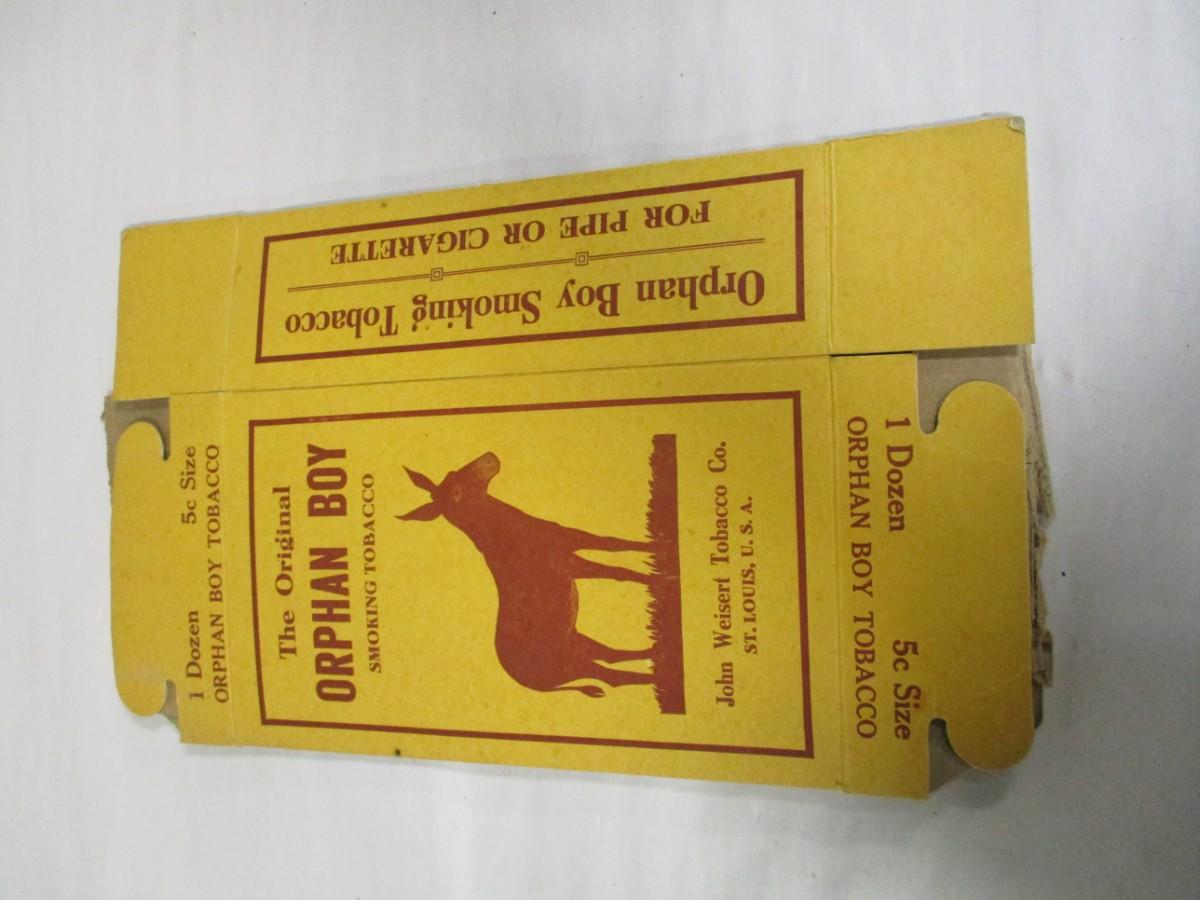 Orphan Boy Smoking Tobacco
FOR PIPE OR CIGARETTE
1 Dozen 5c Size
ORPHAN BOY TOBACCO
The Original
ORPHAN BOY
SMOKING TOBACCO
John Weisert Tobacco Co.
ST. LOUIS, U. S. A.
1 Dozen 5c Size
ORPHAN BOY TOBACCO